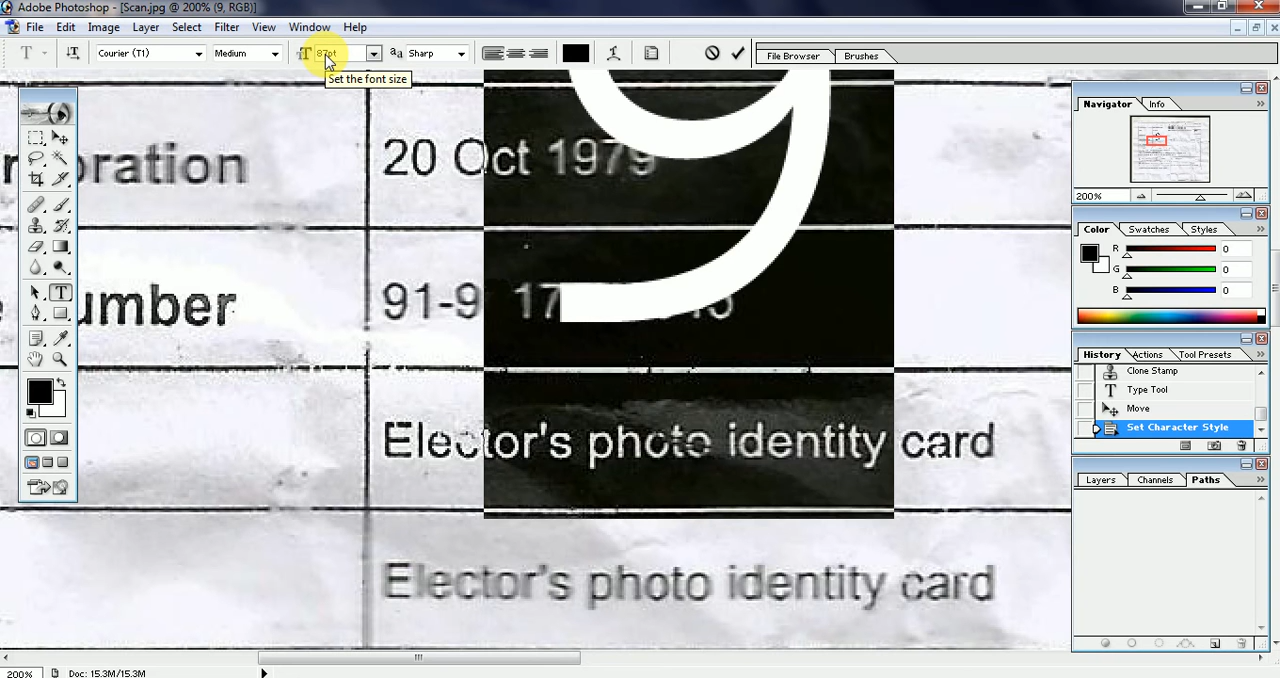 Adobe Photoshop - [Scan.jpg @ 200% (9, RGB)]
File Edit Image Layer Select Filter View Window Help
Courier (T1) Medium 87pt Sharp File Browser Brushes
Set the font size
oration 20 Oct 1979
umber 91-9 17
Elector's photo identity card
Elector's photo identity card
9
Navigator Info
200%
Color Swatches Styles
R 0
G 0
B 0
History Actions Tool Presets
Clone Stamp
Type Tool
Move
Set Character Style
Layers Channels Paths
200% Doc: 15.3M/15.3M